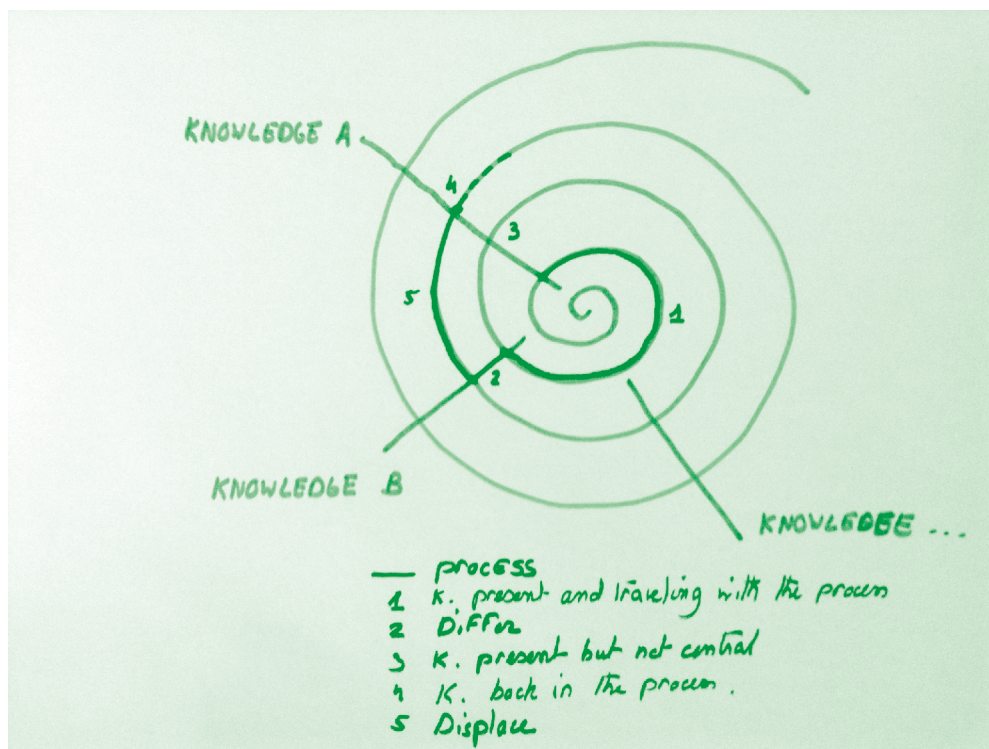 KNOWLEDGE A
4
3
5
1
2
KNOWLEDGE B
KNOWLEDEE ...
— process
1 K. present and traveling with the process
2 Differ
3 K. present but not central
4 K. back in the process.
5 Displace